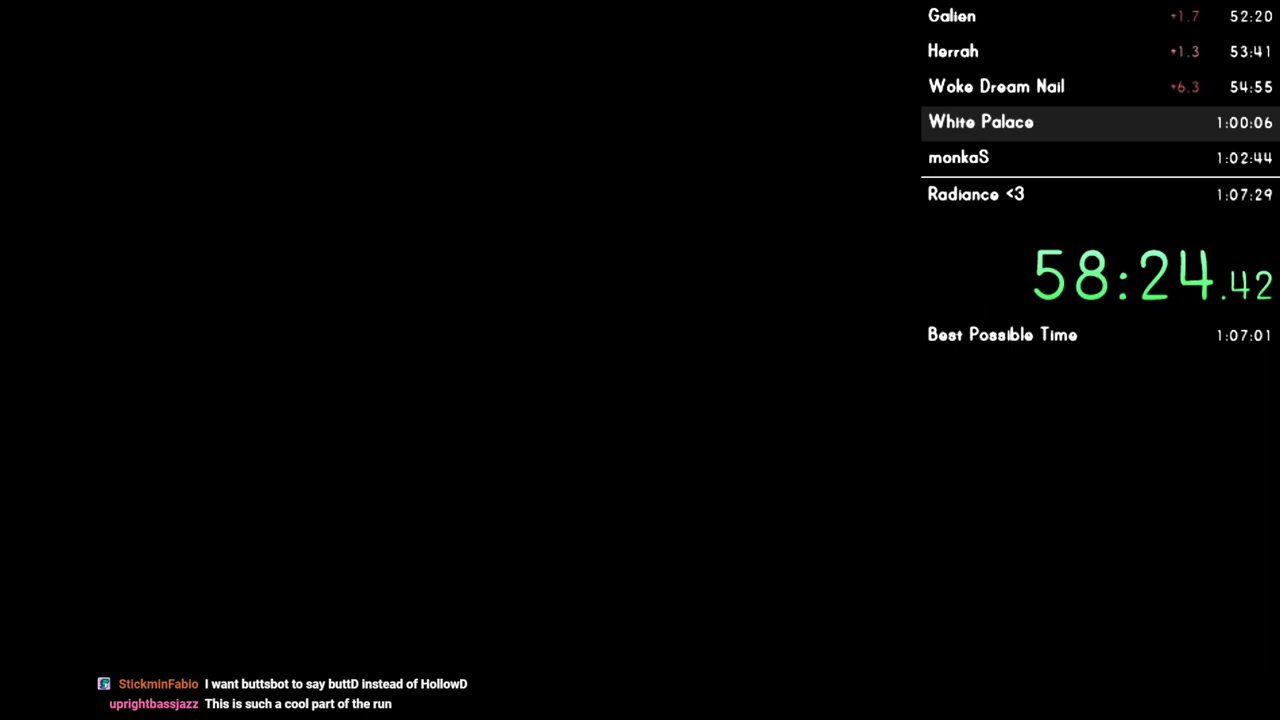 Galien +1.7 52:20
Herrah +1.3 53:41
Woke Dream Nail +6.3 54:55
White Palace 1:00:06
monkaS 1:02:44
Radiance <3 1:07:29
58:24.42
Best Possible Time 1:07:01
StickminFabio I want buttsbot to say buttD instead of HollowD
uprightbassjazz This is such a cool part of the run